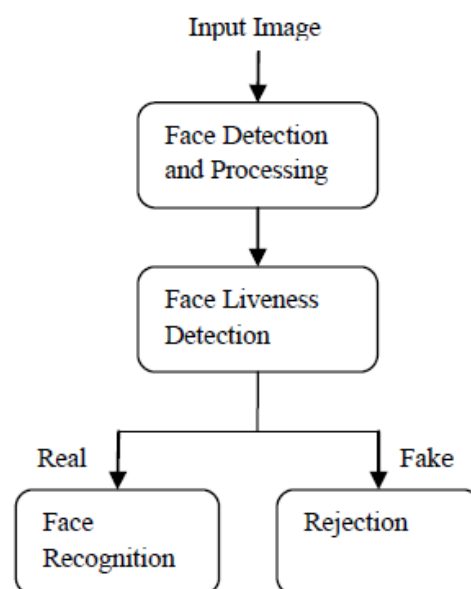 Input Image
Face Detection
and Processing
Face Liveness
Detection
Real
Fake
Face
Recognition
Rejection